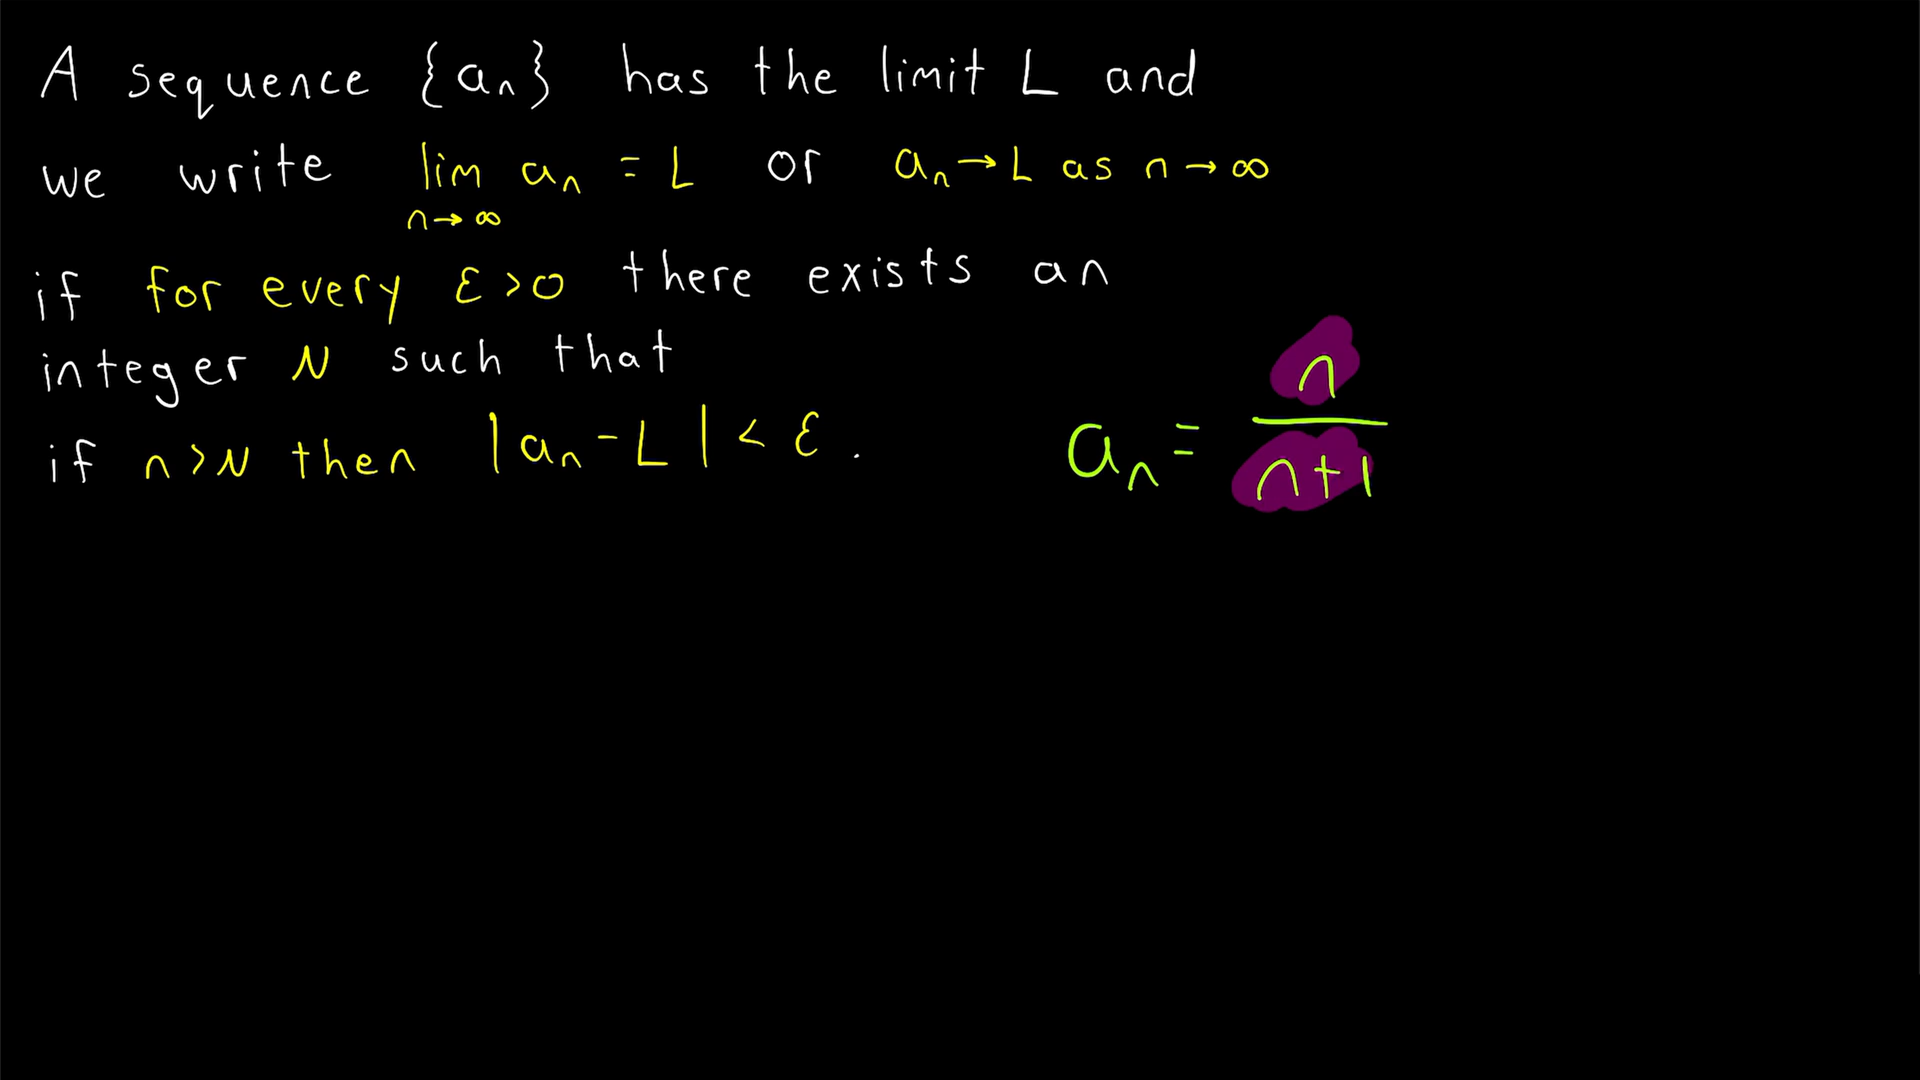 A sequence {aₙ} has the limit L and
we write lim aₙ = L or aₙ → L as n → ∞
n → ∞
if for every ε > 0 there exists an
integer N such that
if n > N then |aₙ - L| < ε .
aₙ = n
n + 1